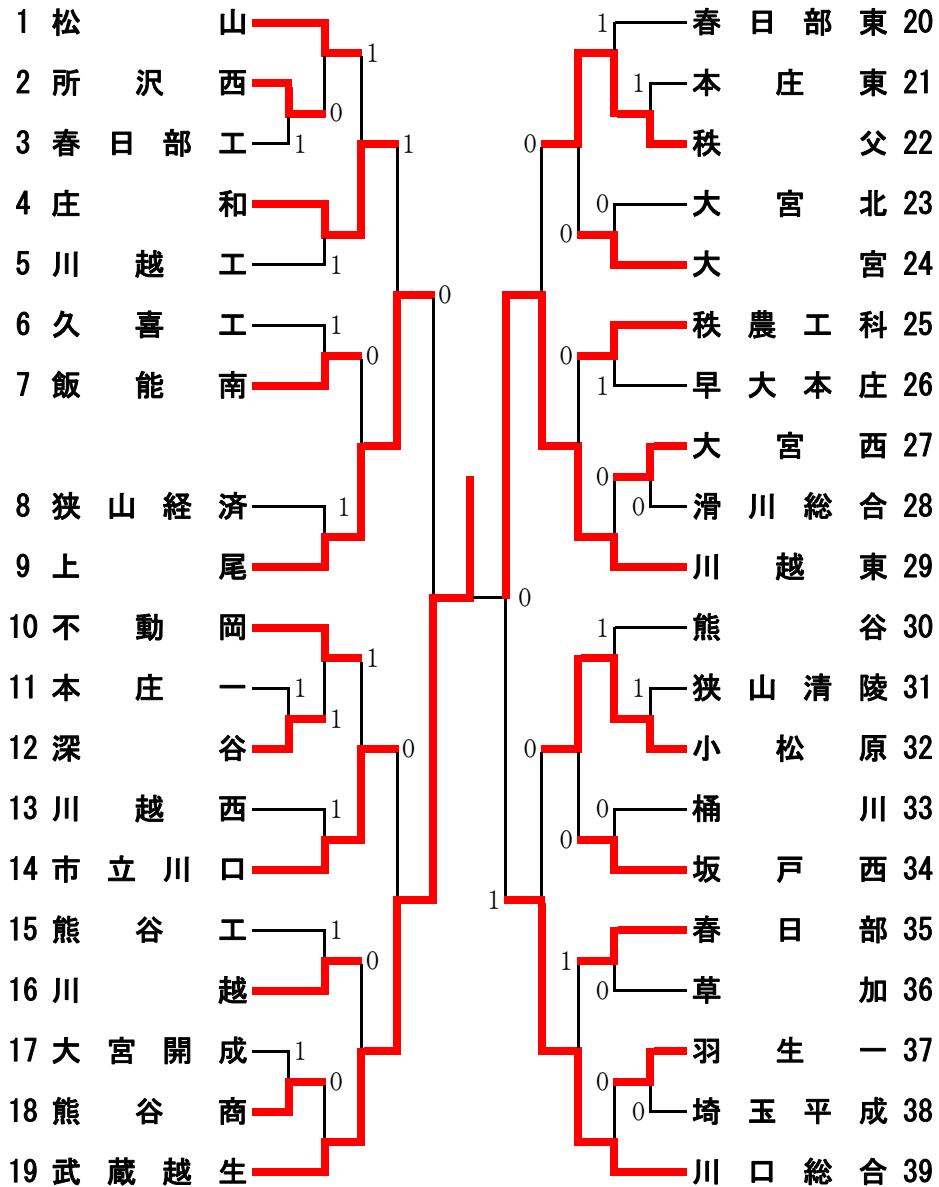 1 松山
1
2 所沢西
0
3 春日部工 1
1
4 庄和
5 川越工 1
0
6 久喜工 1
0
7 飯能南
8 狭山経済 1
9 上尾
10 不動岡
1
11 本庄一 1
1
12 深谷
0
13 川越西 1
14 市立川口
15 熊谷工 1
0
16 川越
17 大宮開成 1
0
18 熊谷商
19 武蔵越生
1 春日部東 20
1 本庄東 21
0
秩父 22
0 大宮北 23
0
大宮 24
秩農工科 25
0
1 早大本庄 26
大宮西 27
0
0 滑川総合 28
川越東 29
0
1 熊谷 30
1 狭山清陵 31
0
小松原 32
0 桶川 33
0
坂戸西 34
1
春日部 35
1
0 草加 36
羽生一 37
0
0 埼玉平成 38
川口総合 39